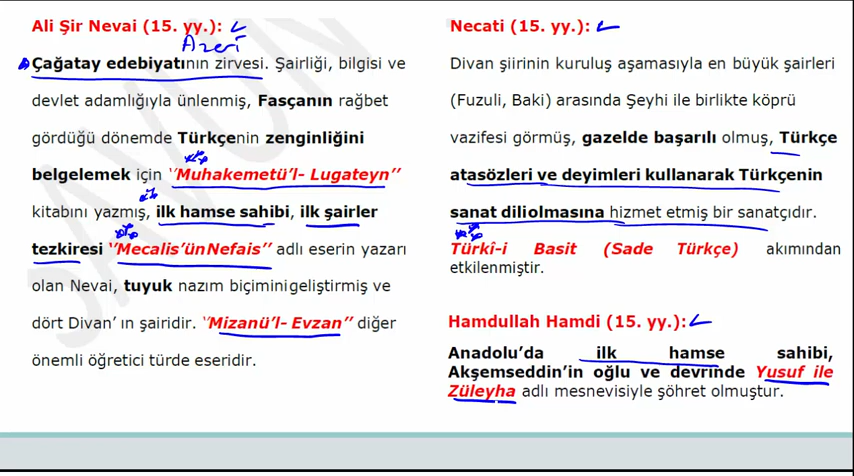 Ali Şir Nevai (15. yy.):
Azeri
Çağatay edebiyatının zirvesi. Şairliği, bilgisi ve
devlet adamlığıyla ünlenmiş, Fasçanın rağbet
gördüğü dönemde Türkçenin zenginliğini
belgelemek için ‘’Muhakemetü’l- Lugateyn’’
kitabını yazmış, ilk hamse sahibi, ilk şairler
tezkiresi ‘’Mecalis’ünNefais’’ adlı eserin yazarı
olan Nevai, tuyuk nazım biçiminigeliştirmiş ve
dört Divan’ ın şairidir. ‘’Mizanü’l- Evzan’’ diğer
önemli öğretici türde eseridir.
Necati (15. yy.):
Divan şiirinin kuruluş aşamasıyla en büyük şairleri
(Fuzuli, Baki) arasında Şeyhi ile birlikte köprü
vazifesi görmüş, gazelde başarılı olmuş, Türkçe
atasözleri ve deyimleri kullanarak Türkçenin
sanat diliolmasına hizmet etmiş bir sanatçıdır.
Türkî-i Basit (Sade Türkçe) akımından
etkilenmiştir.
Hamdullah Hamdi (15. yy.):
Anadolu’da ilk hamse sahibi,
Akşemseddin’in oğlu ve devrinde Yusuf ile
Züleyha adlı mesnevisiyle şöhret olmuştur.